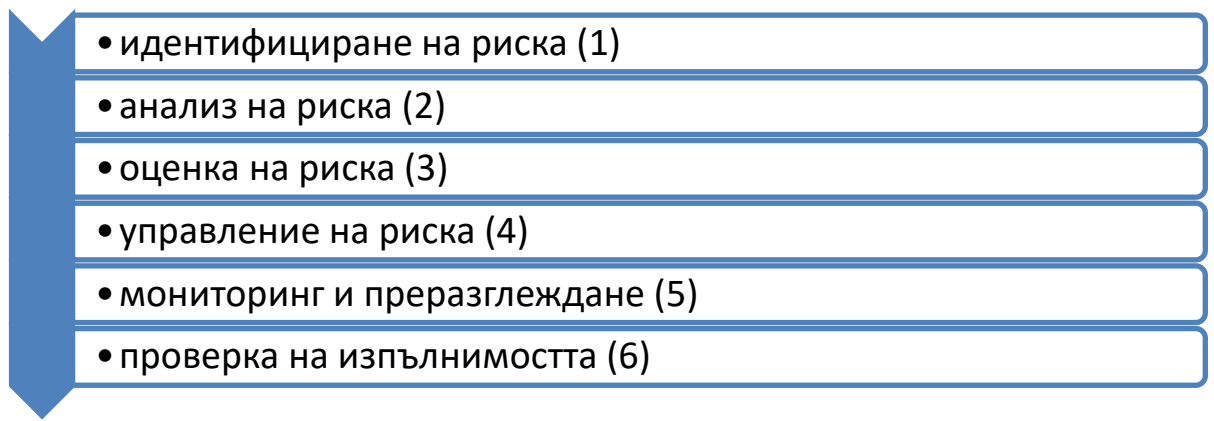 •идентифициране на риска (1)
•анализ на риска (2)
•оценка на риска (3)
•управление на риска (4)
•мониторинг и преразглеждане (5)
•проверка на изпълнимостта (6)